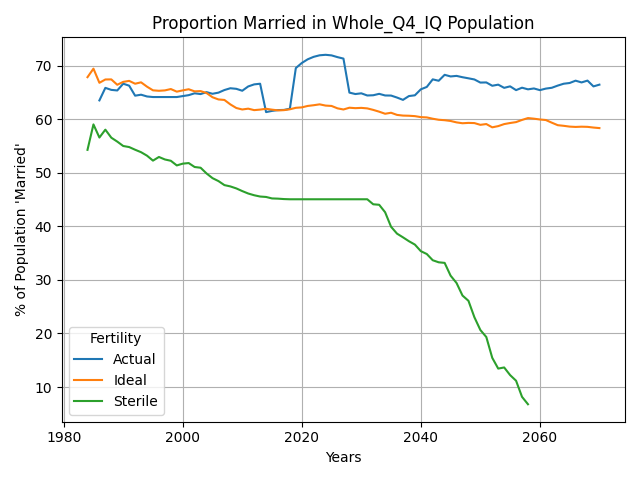 Proportion Married in Whole_Q4_IQ Population
% of Population 'Married'
70
60
50
40
30
20
10
Fertility
Actual
Ideal
Sterile
1980 2000 2020 2040 2060
Years